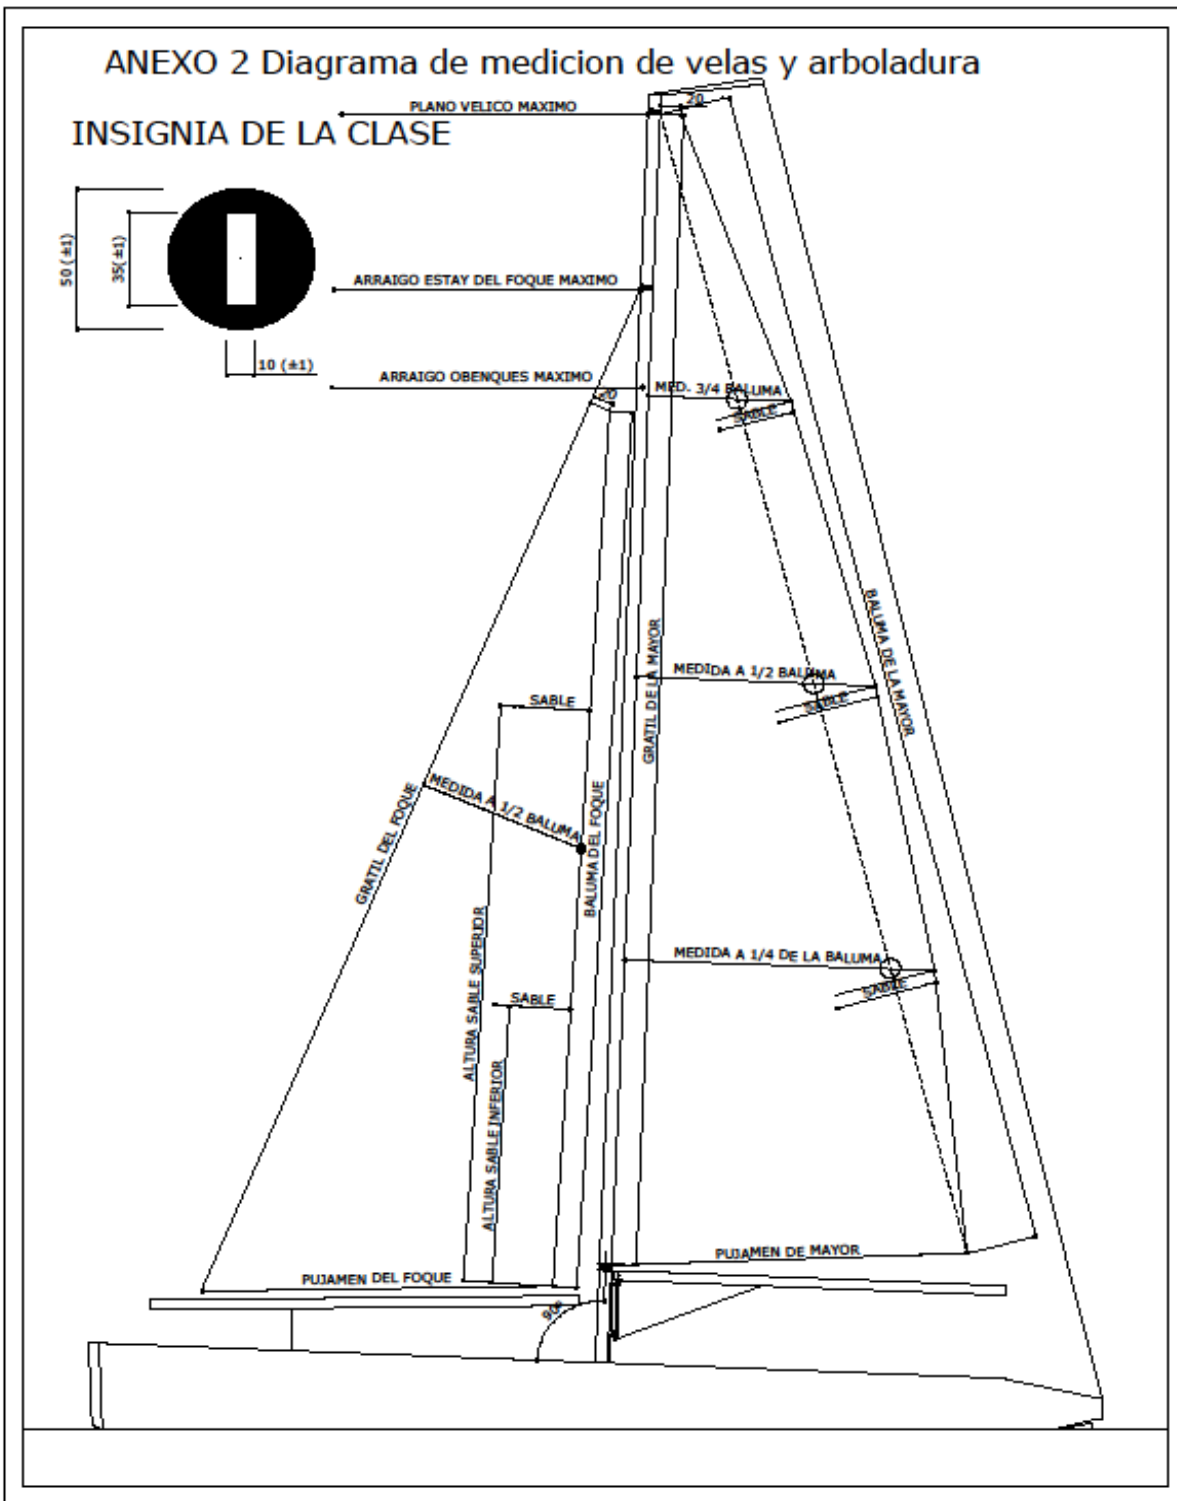 ANEXO 2 Diagrama de medicion de velas y arboladura
20
PLANO VELICO MAXIMO
INSIGNIA DE LA CLASE
50 (±1)
35(±1)
10 (±1)
ARRAIGO ESTAY DEL FOQUE MAXIMO
ARRAIGO OBENQUES MAXIMO
MED. 3/4 BALUMA
20
SABLE
BALUMA DE LA MAYOR
GRATIL DE LA MAYOR
MEDIDA A 1/2 BALUMA
SABLE
SABLE
MEDIDA A 1/2 BALUMA
GRATIL DEL FOQUE
BALUMA DEL FOQUE
ALTURA SABLE SUPERIOR
MEDIDA A 1/4 DE LA BALUMA
SABLE
SABLE
ALTURA SABLE INFERIOR
PUJAMEN DE MAYOR
PUJAMEN DEL FOQUE
90º